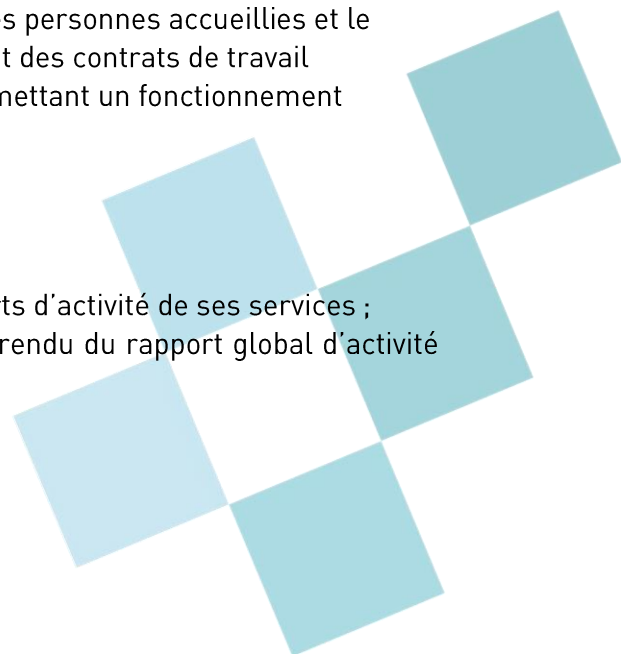 s personnes accueillies et le
t des contrats de travail
mettant un fonctionnement
ts d’activité de ses services ;
rendu du rapport global d’activité